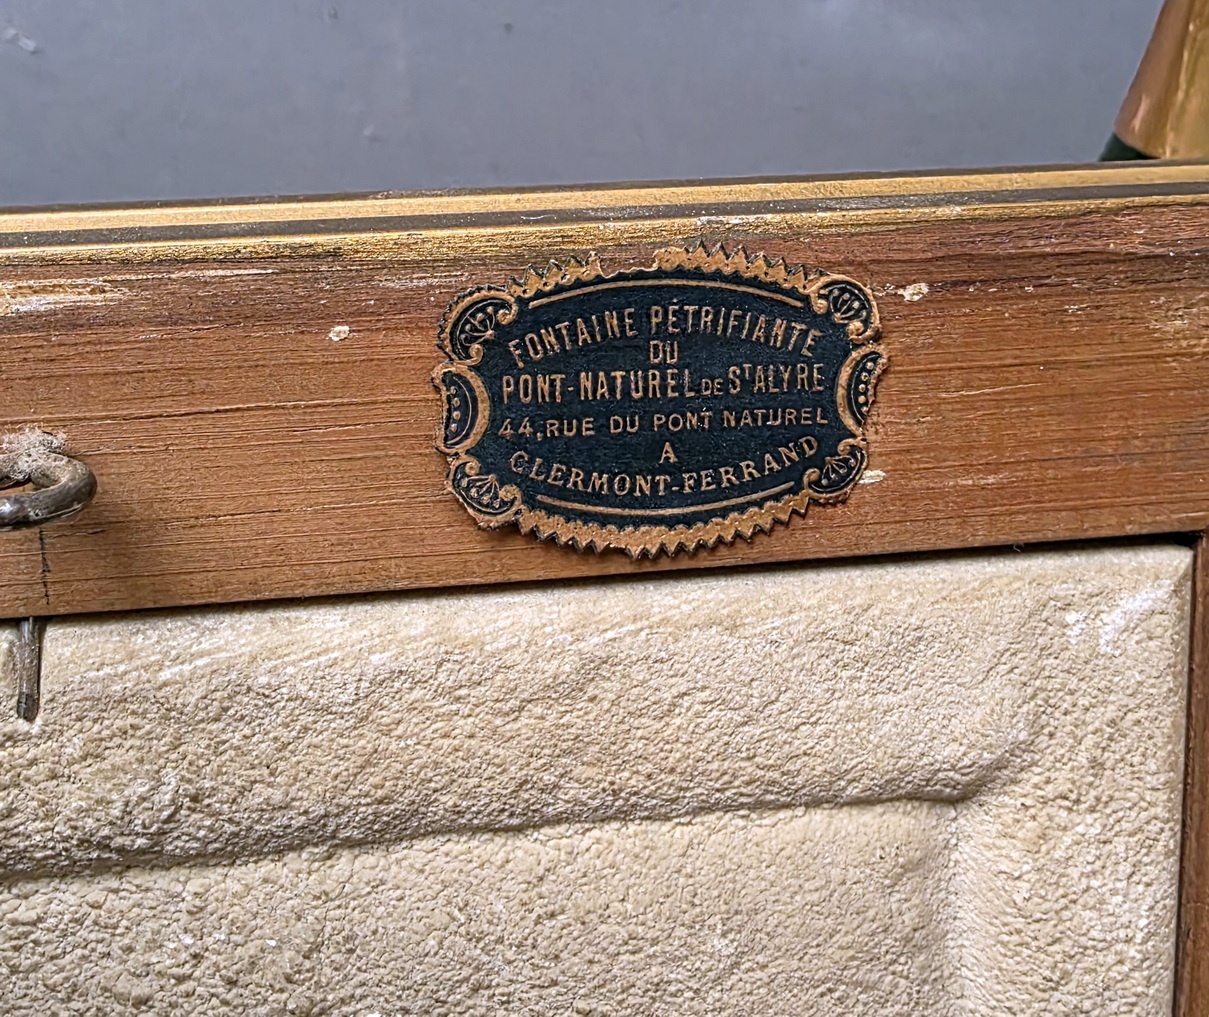 FONTAINE PÉTRIFIANTE
DU
PONT-NATUREL DE ST ALYRE
44, RUE DU PONT NATUREL
A
CLERMONT-FERRAND